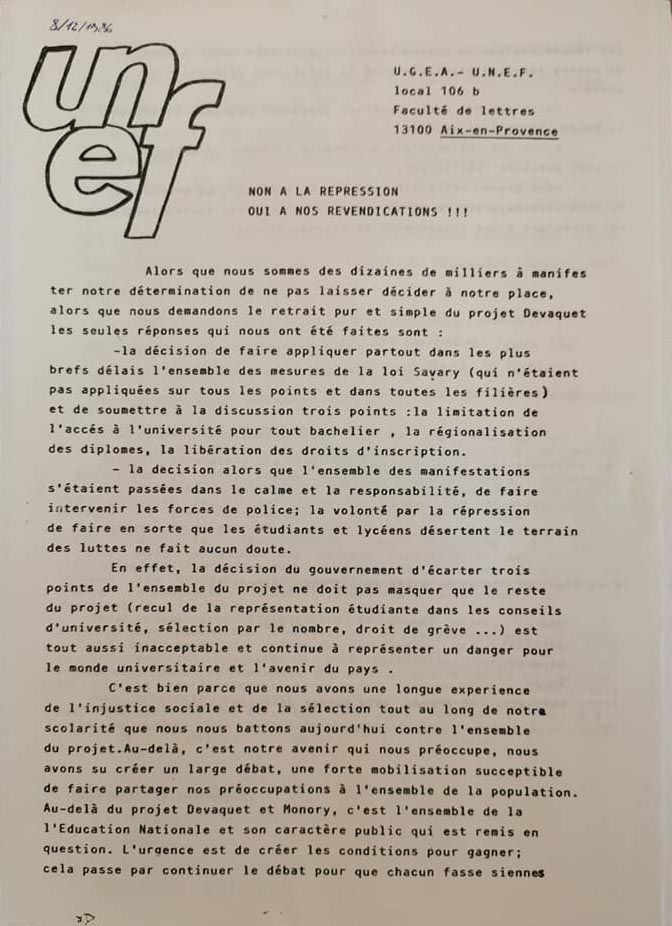 8/12/1986
unef
U.G.E.A.- U.N.E.F.
local 106 b
Faculté de lettres
13100 Aix-en-Provence
NON A LA REPRESSION
OUI A NOS REVENDICATIONS !!!
Alors que nous sommes des dizaines de milliers à manifes
ter notre détermination de ne pas laisser décider à notre place,
alors que nous demandons le retrait pur et simple du projet Devaquet
les seules réponses qui nous ont été faites sont :
-la décision de faire appliquer partout dans les plus
brefs délais l'ensemble des mesures de la loi Savary (qui n'étaient
pas appliquées sur tous les points et dans toutes les filières)
et de soumettre à la discussion trois points :la limitation de
l'accés à l'université pour tout bachelier , la régionalisation
des diplomes, la libération des droits d'inscription.
- la decision alors que l'ensemble des manifestations
s'étaient passées dans le calme et la responsabilité, de faire
intervenir les forces de police; la volonté par la répression
de faire en sorte que les étudiants et lycéens désertent le terrain
des luttes ne fait aucun doute.
En effet, la décision du gouvernement d'écarter trois
points de l'ensemble du projet ne doit pas masquer que le reste
du projet (recul de la représentation étudiante dans les conseils
d'université, sélection par le nombre, droit de grève ...) est
tout aussi inacceptable et continue à représenter un danger pour
le monde universitaire et l'avenir du pays .
C'est bien parce que nous avons une longue experience
de l'injustice sociale et de la sélection tout au long de notre
scolarité que nous nous battons aujourd'hui contre l'ensemble
du projet.Au-delà, c'est notre avenir qui nous préoccupe, nous
avons su créer un large débat, une forte mobilisation succeptible
de faire partager nos préoccupations à l'ensemble de la population.
Au-delà du projet Devaquet et Monory, c'est l'ensemble de la
l'Education Nationale et son caractère public qui est remis en
question. L'urgence est de créer les conditions pour gagner;
cela passe par continuer le débat pour que chacun fasse siennes